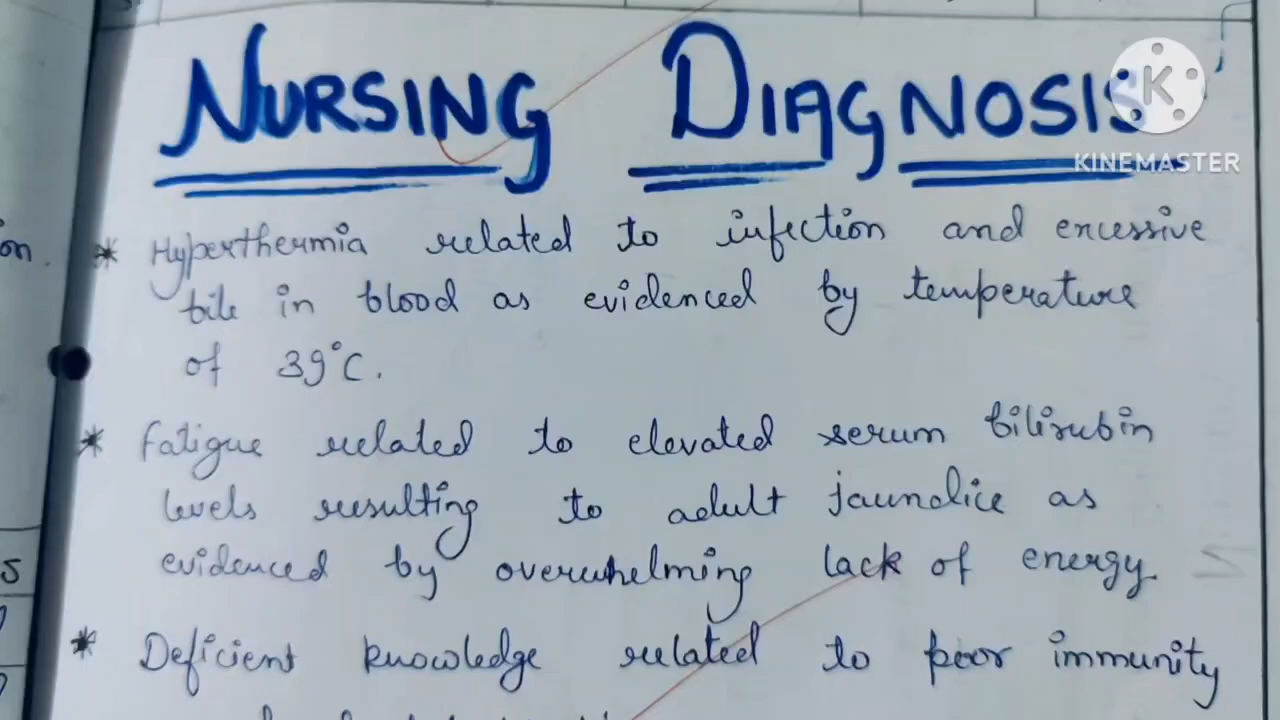 NURSING DIAGNOSIS
K
KINEMASTER
on.
* Hyperthermia related to infection and excessive
bile in blood as evidenced by temperature
of 39°C.
* Fatigue related to elevated serum bilirubin
levels resulting to adult jaundice as
evidenced by overwhelming lack of energy.
S
* Deficient knowledge related to poor immunity